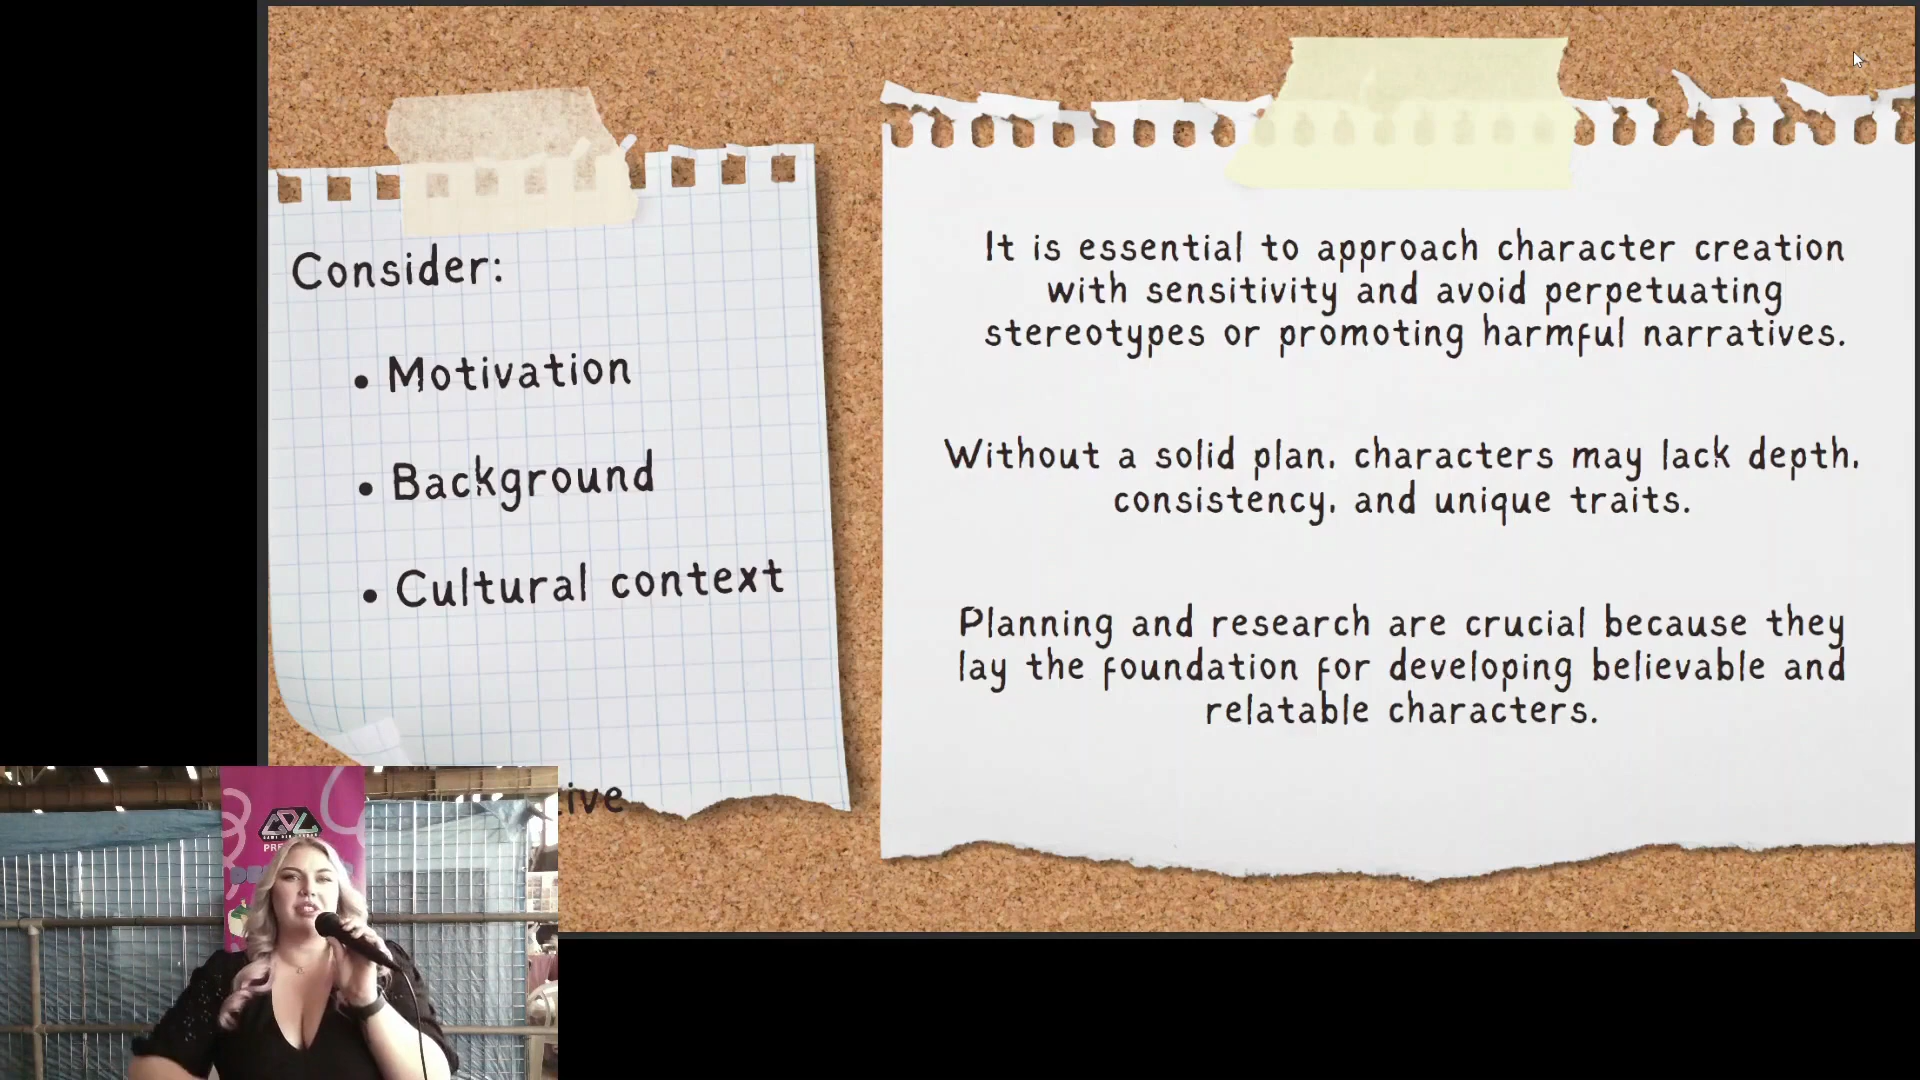 Consider:
• Motivation
• Background
• Cultural context
It is essential to approach character creation
with sensitivity and avoid perpetuating
stereotypes or promoting harmful narratives.
Without a solid plan, characters may lack depth,
consistency, and unique traits.
Planning and research are crucial because they
lay the foundation for developing believable and
relatable characters.